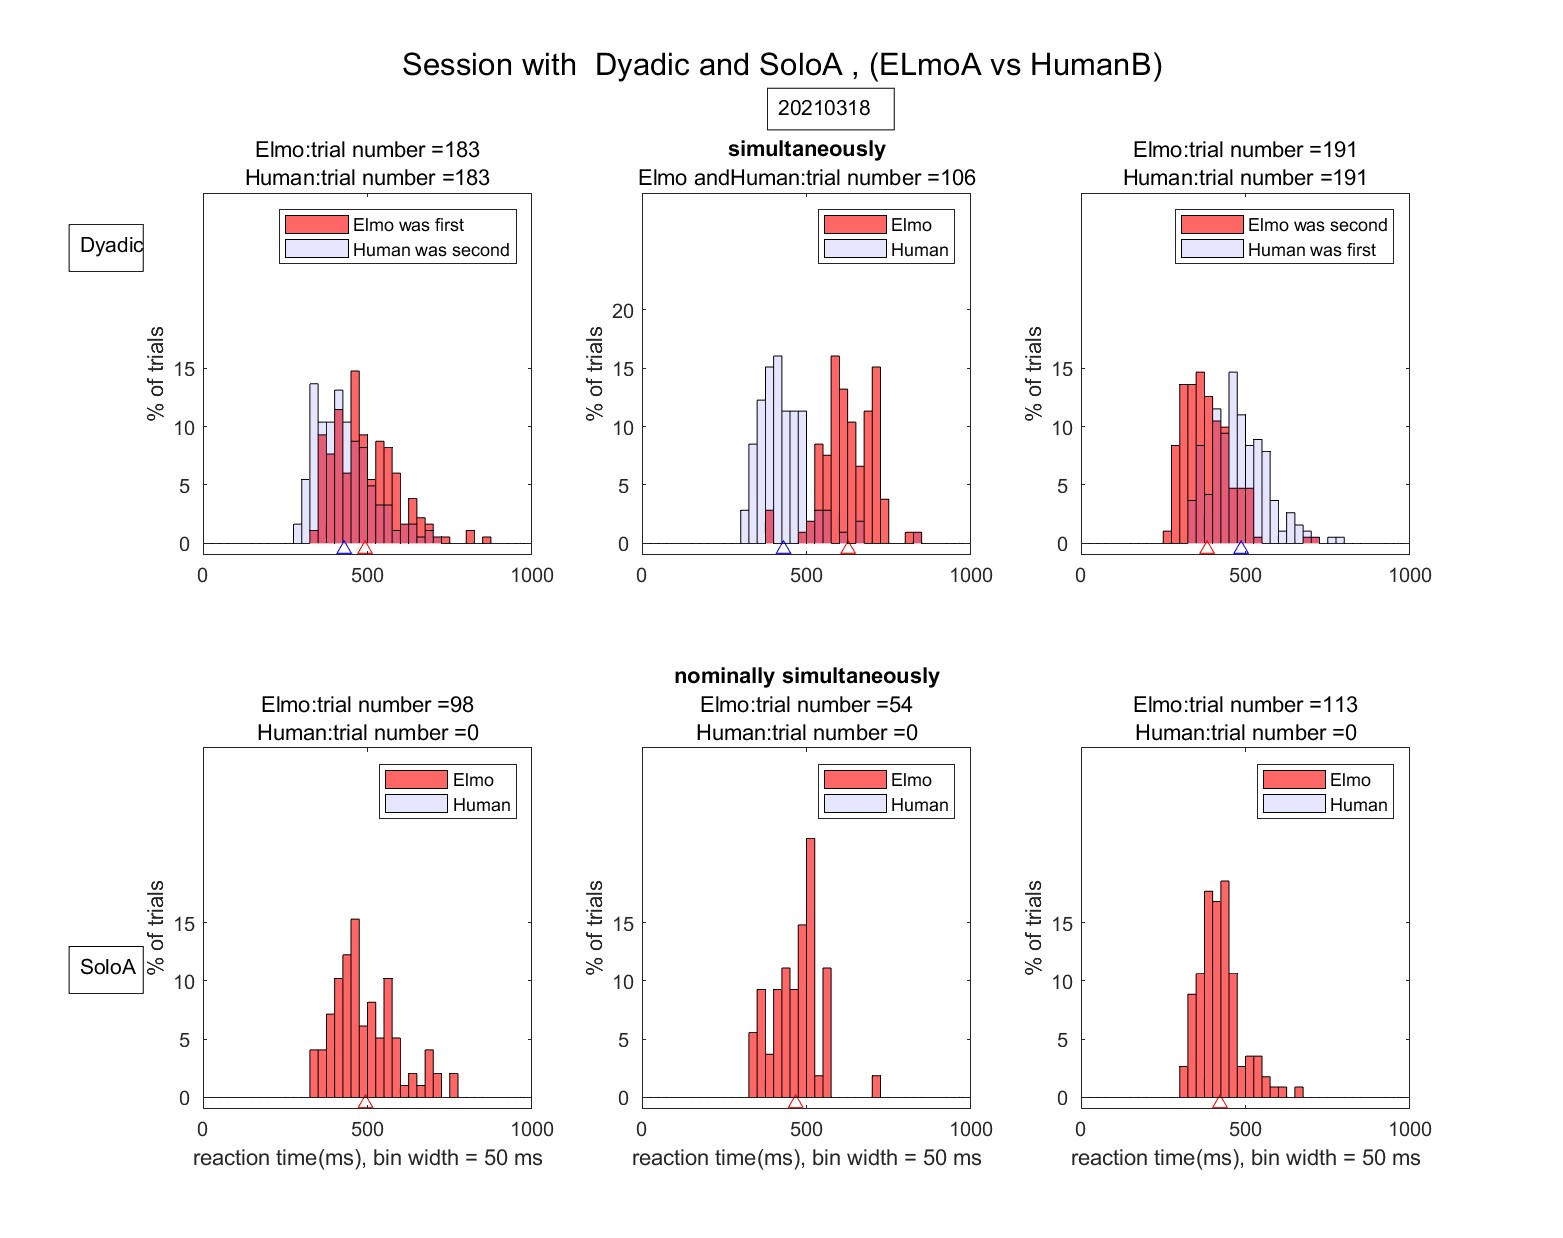 Session with  Dyadic and SoloA , (ELmoA vs HumanB)
20210318
Elmo:trial number =183
Human:trial number =183
simultaneously
Elmo andHuman:trial number =106
Elmo:trial number =191
Human:trial number =191
Dyadic
Elmo was first
Human was second
Elmo
Human
Elmo was second
Human was first
% of trials
15
10
5
0
0 500 1000
% of trials
20
15
10
5
0
0 500 1000
% of trials
15
10
5
0
0 500 1000
nominally simultaneously
Elmo:trial number =98
Human:trial number =0
Elmo:trial number =54
Human:trial number =0
Elmo:trial number =113
Human:trial number =0
SoloA
Elmo
Human
Elmo
Human
Elmo
Human
% of trials
15
10
5
0
0 500 1000
reaction time(ms), bin width = 50 ms
% of trials
15
10
5
0
0 500 1000
reaction time(ms), bin width = 50 ms
% of trials
15
10
5
0
0 500 1000
reaction time(ms), bin width = 50 ms